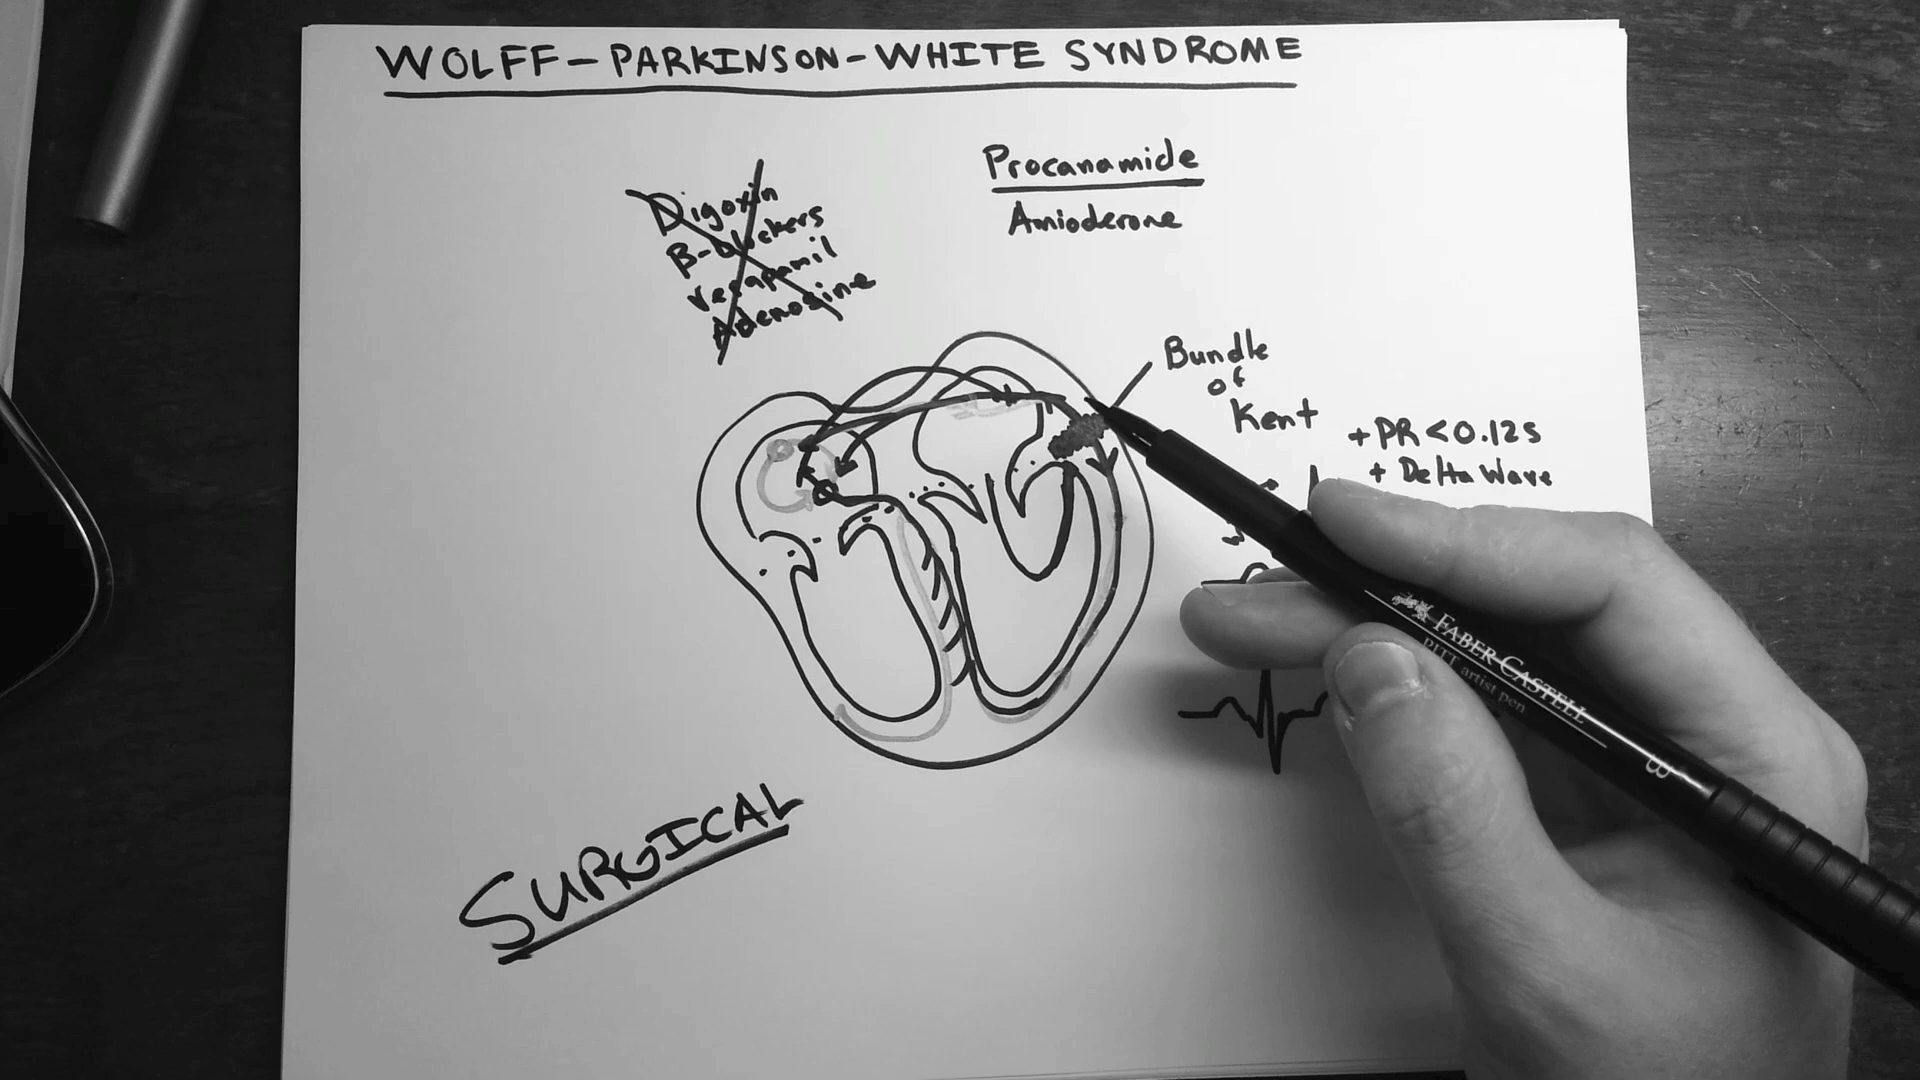 WOLFF-PARKINSON-WHITE SYNDROME
Procanamide
Amioderone
Digoxin
B-blockers
Verapamil
Adenosine
Bundle
of
Kent
+ PR < 0.12s
+ Delta Wave
FABER CASTELL
PITT artist pen
B
SURGICAL